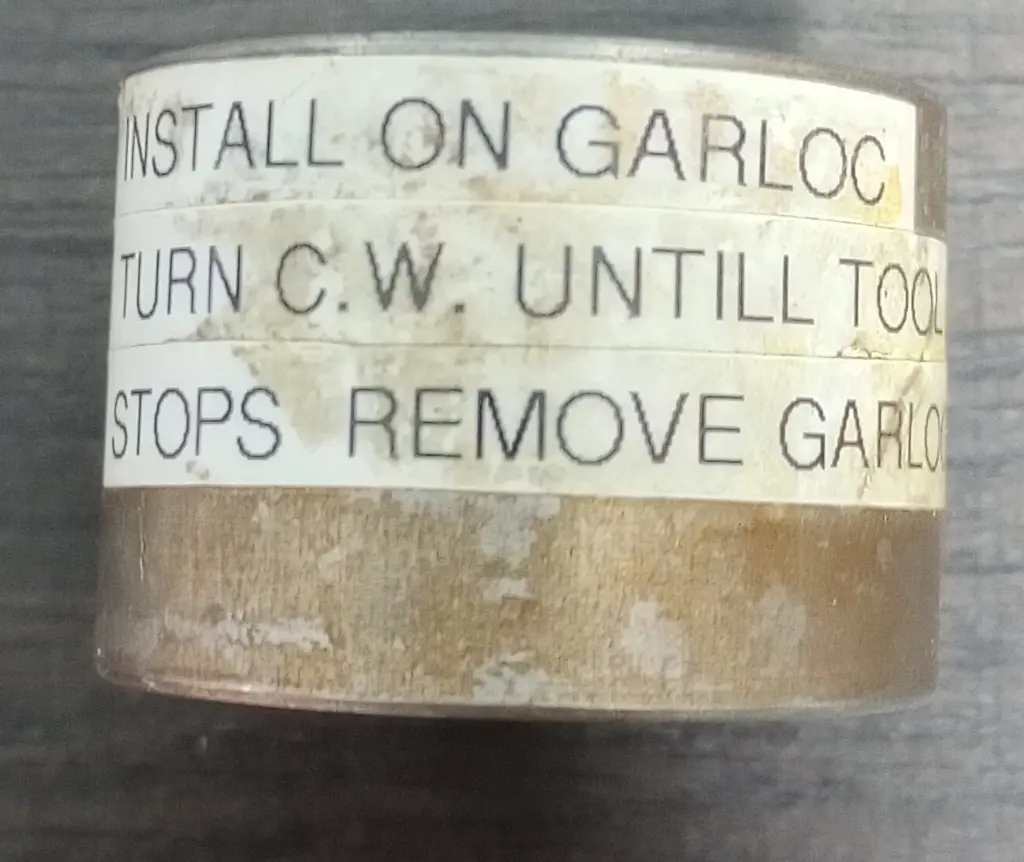 INSTALL ON GARLOC
TURN C.W. UNTILL TOOL
STOPS REMOVE GARLOC